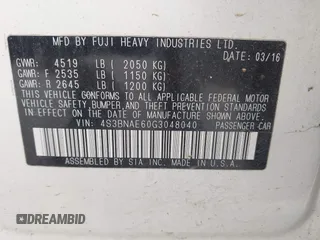 MFD BY FUJI HEAVY INDUSTRIES LTD.
DATE: 03/16
GVWR: 4519 LB ( 2050 KG)
GAWR: F 2535 LB ( 1150 KG)
GAWR: R 2645 LB ( 1200 KG)
THIS VEHICLE CONFORMS TO ALL APPLICABLE FEDERAL MOTOR
VEHICLE SAFETY, BUMPER, AND THEFT PREVENTION STANDARDS
IN EFFECT ON THE DATE OF MANUFACTURE SHOWN ABOVE.
VIN: 4S3BNAE60G3048040
PASSENGER CAR
ASSEMBLED BY SIA, INC. MADE IN U.S.A.
DREAMBID